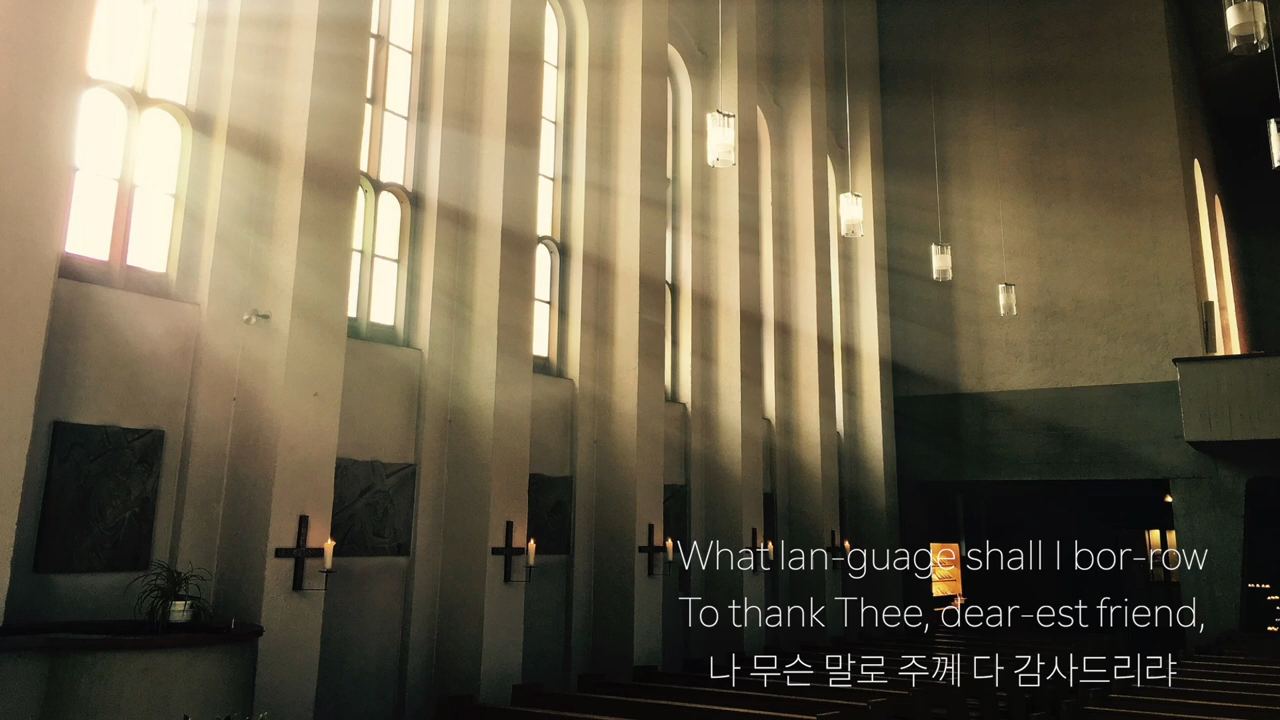 What lan-guage shall I bor-row
To thank Thee, dear-est friend,
나 무슨 말로 주께 다 감사드리랴